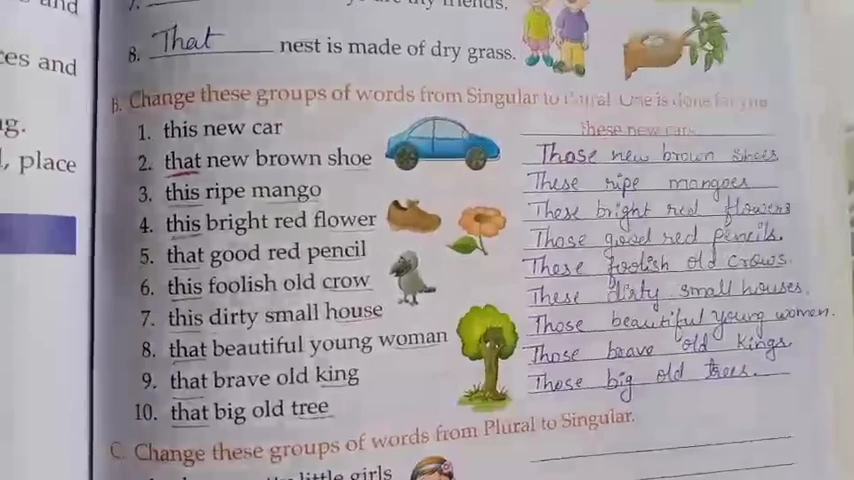 7.
my friends.
8. That nest is made of dry grass.
and
ces and
ng.
, place
B. Change these groups of words from Singular to Plural One is done for you
1. this new car
these new cars
2. that new brown shoe
Those new brown shoes
3. this ripe mango
These ripe mangoes
4. this bright red flower
These bright red flowers
5. that good red pencil
Those good red pencils.
6. this foolish old crow
These foolish old crows.
7. this dirty small house
These dirty small houses.
8. that beautiful young woman
Those beautiful young women.
9. that brave old king
Those brave old kings.
10. that big old tree
Those big old trees.
C. Change these groups of words from Plural to Singular.
little girls